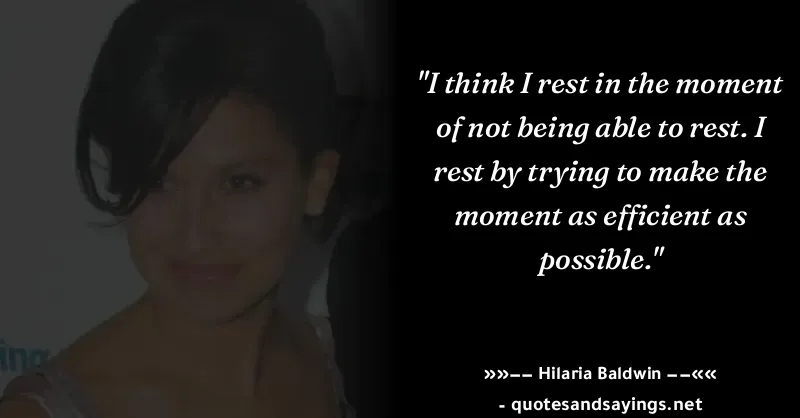 "I think I rest in the moment
of not being able to rest. I
rest by trying to make the
moment as efficient as
possible."
ing
»»−− Hilaria Baldwin −−««
- quotesandsayings.net